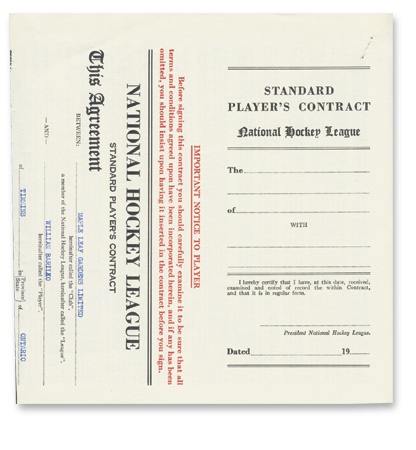 STANDARD
PLAYER'S CONTRACT
National Hockey League
The
of
WITH
I hereby certify that I have, at this date, received,
examined and noted of record the within Contract,
and that it is in regular form.
President National Hockey League.
Dated 19
IMPORTANT NOTICE TO PLAYER
Before signing this contract you should carefully examine it to be sure that all
terms and conditions agreed upon have been incorporated herein, and if any has been
omitted, you should insist upon having it inserted in the contract before you sign.
NATIONAL HOCKEY LEAGUE
STANDARD PLAYER'S CONTRACT
This Agreement
BETWEEN: MAPLE LEAF GARDENS LIMITED
hereinafter called the "Club",
a member of the National Hockey League, hereinafter called the "League".
—AND—
WILLIAM BARILKO
hereinafter called the "Player".
of TIMMINS in Province/State of ONTARIO